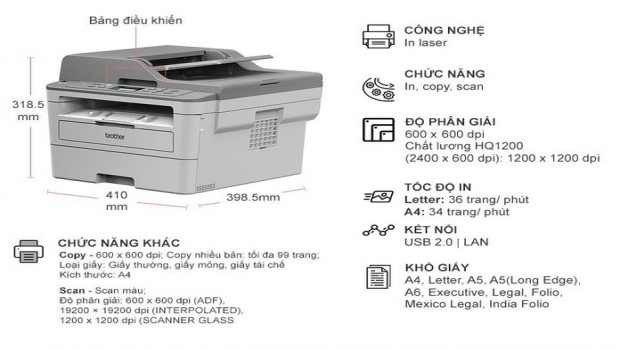 Bảng điều khiển
318.5
mm
brother
410
mm
398.5mm
CÔNG NGHỆ
In laser
CHỨC NĂNG
In, copy, scan
ĐỘ PHÂN GIẢI
600 x 600 dpi
Chất lượng HQ1200
(2400 x 600 dpi): 1200 x 1200 dpi
TỐC ĐỘ IN
Letter: 36 trang/ phút
A4: 34 trang/ phút
KẾT NỐI
USB 2.0 | LAN
KHỔ GIẤY
A4, Letter, A5, A5(Long Edge),
A6, Executive, Legal, Folio,
Mexico Legal, India Folio
CHỨC NĂNG KHÁC
Copy - 600 x 600 dpi; Copy nhiều bản: tối đa 99 trang;
Loại giấy: Giấy thường, giấy mỏng, giấy tái chế
Kích thước: A4
Scan - Scan màu;
Độ phân giải: 600 x 600 dpi (ADF),
19200 × 19200 dpi (INTERPOLATED),
1200 x 1200 dpi (SCANNER GLASS